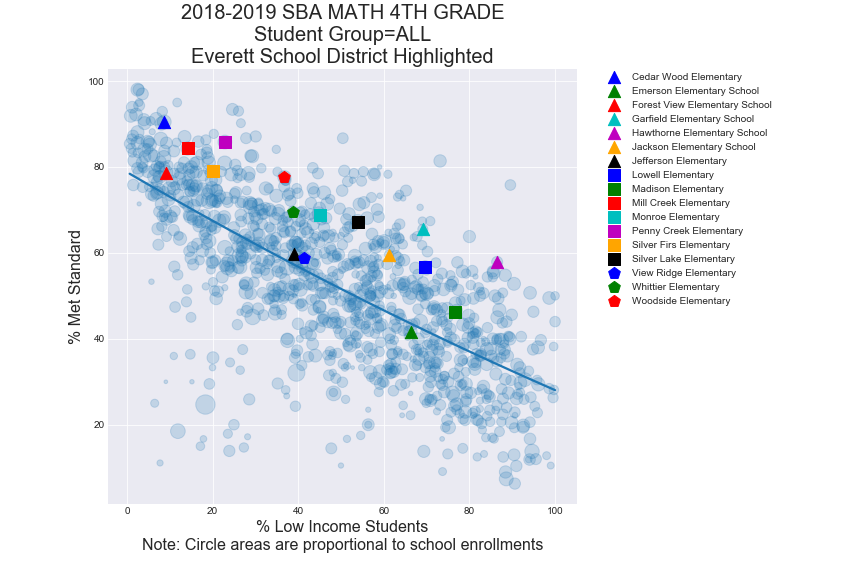 2018-2019 SBA MATH 4TH GRADE
Student Group=ALL
Everett School District Highlighted
% Met Standard
100
80
60
40
20
0 20 40 60 80 100
% Low Income Students
Note: Circle areas are proportional to school enrollments
Cedar Wood Elementary
Emerson Elementary School
Forest View Elementary School
Garfield Elementary School
Hawthorne Elementary School
Jackson Elementary School
Jefferson Elementary
Lowell Elementary
Madison Elementary
Mill Creek Elementary
Monroe Elementary
Penny Creek Elementary
Silver Firs Elementary
Silver Lake Elementary
View Ridge Elementary
Whittier Elementary
Woodside Elementary